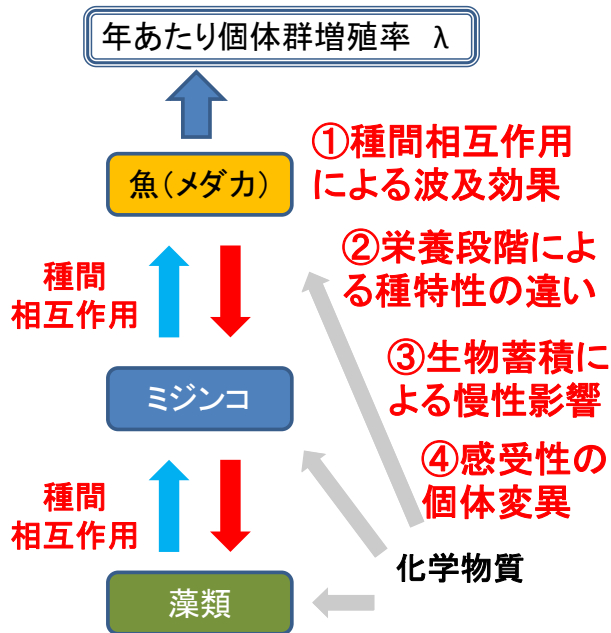 年あたり個体群増殖率 λ
魚(メダカ)
①種間相互作用
による波及効果
②栄養段階によ
る種特性の違い
種間
相互作用
③生物蓄積に
よる慢性影響
ミジンコ
④感受性の
個体変異
種間
相互作用
化学物質
藻類